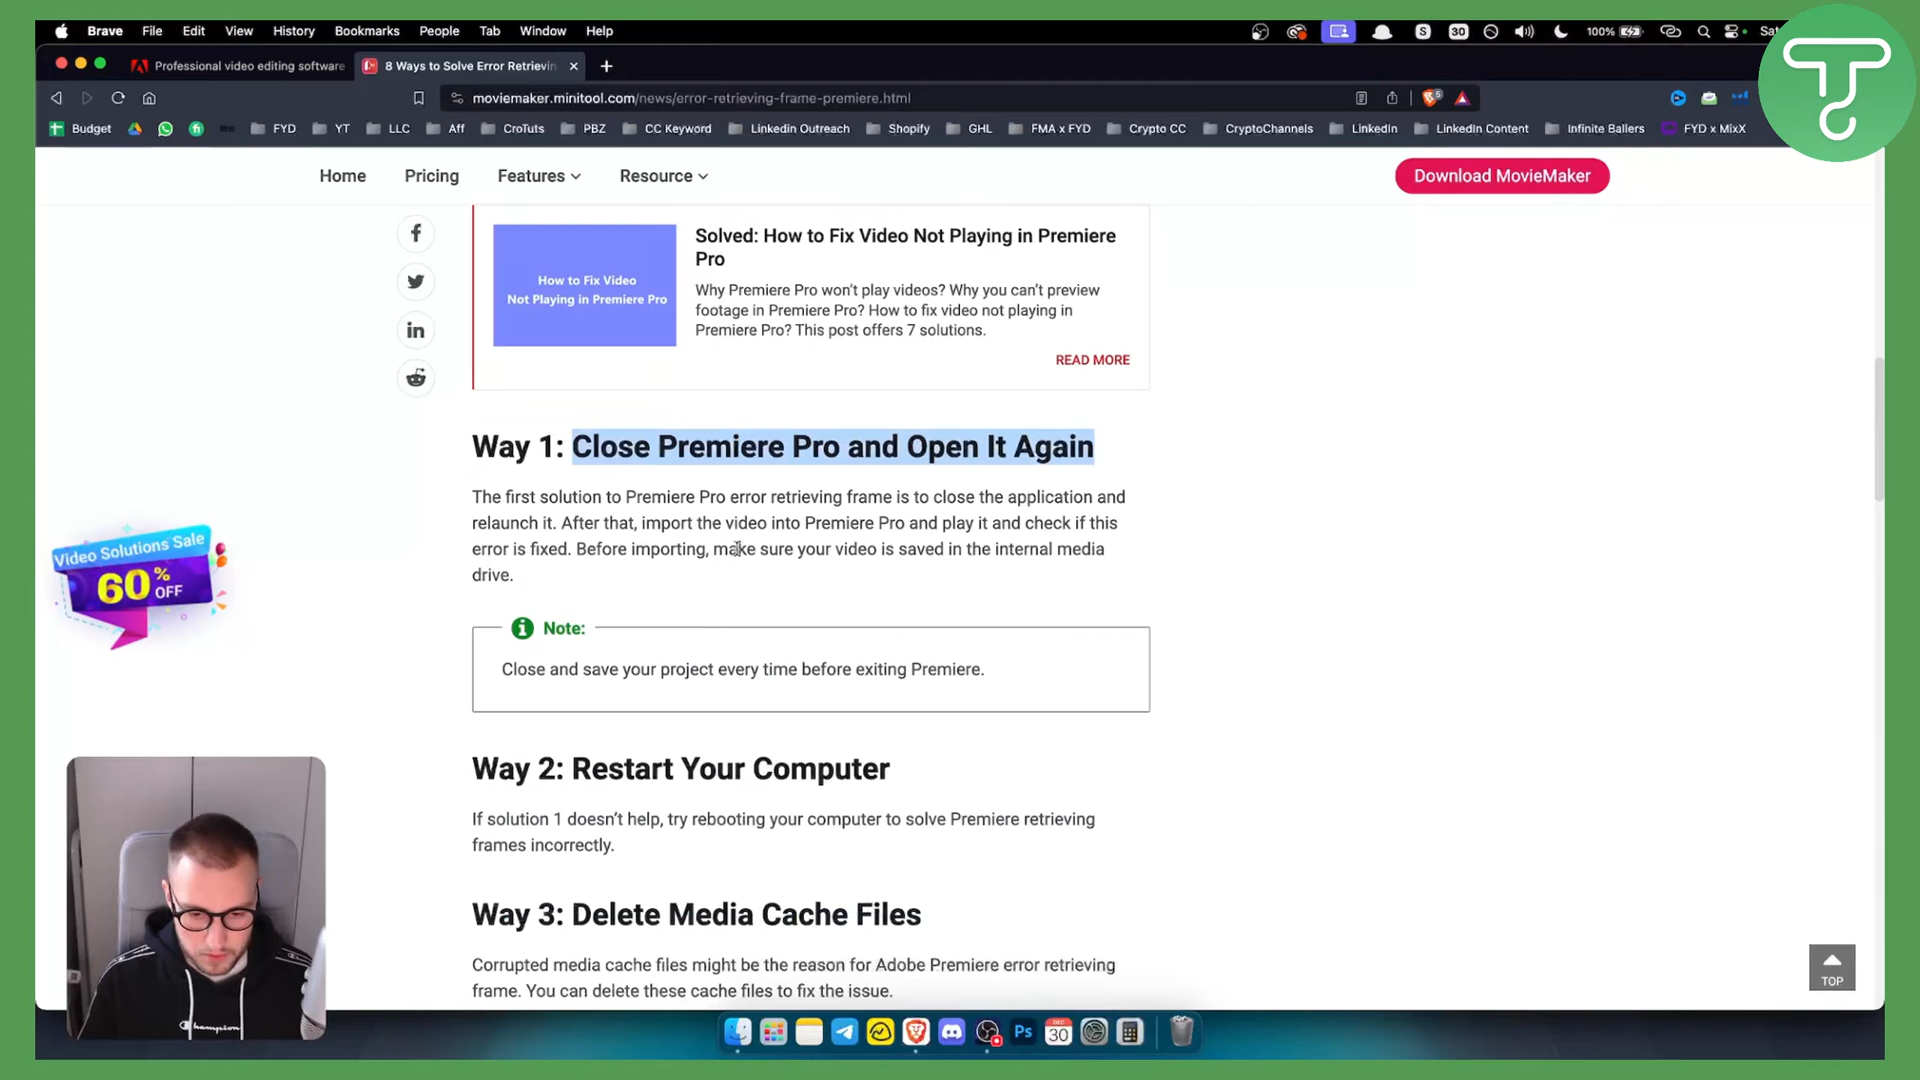 Brave File Edit View History Bookmarks People Tab Window Help
S 30 100%
Professional video editing software
8 Ways to Solve Error Retrievin
moviemaker.minitool.com/news/error-retrieving-frame-premiere.html
5
Budget FYD YT LLC Aff CroTuts PBZ CC Keyword Linkedin Outreach Shopify GHL FMA x FYD Crypto CC CryptoChannels LinkedIn LinkedIn Content Infinite Ballers FYD x MixX
Home Pricing Features Resource Download MovieMaker
How to Fix Video
Not Playing in Premiere Pro
Solved: How to Fix Video Not Playing in Premiere
Pro
Why Premiere Pro won't play videos? Why you can't preview
footage in Premiere Pro? How to fix video not playing in
Premiere Pro? This post offers 7 solutions.
READ MORE
Way 1: Close Premiere Pro and Open It Again
The first solution to Premiere Pro error retrieving frame is to close the application and
relaunch it. After that, import the video into Premiere Pro and play it and check if this
error is fixed. Before importing, make sure your video is saved in the internal media
drive.
Note:
Close and save your project every time before exiting Premiere.
Way 2: Restart Your Computer
If solution 1 doesn't help, try rebooting your computer to solve Premiere retrieving
frames incorrectly.
Way 3: Delete Media Cache Files
Corrupted media cache files might be the reason for Adobe Premiere error retrieving
frame. You can delete these cache files to fix the issue.
Video Solutions Sale
60% OFF
Champion
TOP
Ps
DEC
30